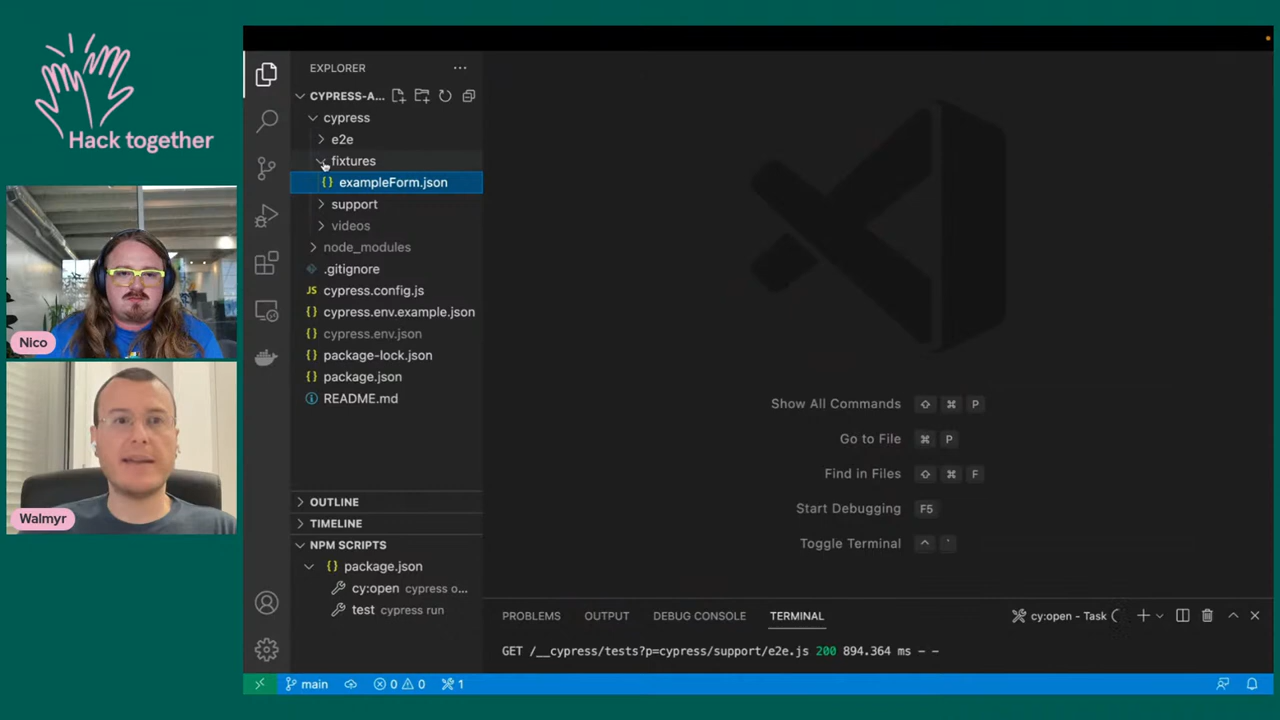 Hack together
Nico
Walmyr
EXPLORER
CYPRESS-A...
cypress
e2e
fixtures
{} exampleForm.json
support
videos
node_modules
.gitignore
JS cypress.config.js
{} cypress.env.example.json
{} cypress.env.json
{} package-lock.json
{} package.json
README.md
OUTLINE
TIMELINE
NPM SCRIPTS
{} package.json
cy:open cypress o...
test cypress run
Show All Commands ⇧ ⌘ P
Go to File ⌘ P
Find in Files ⇧ ⌘ F
Start Debugging F5
Toggle Terminal ^ `
PROBLEMS OUTPUT DEBUG CONSOLE TERMINAL
cy:open - Task
GET /__cypress/tests?p=cypress/support/e2e.js 200 894.364 ms - -
main 0 0 1